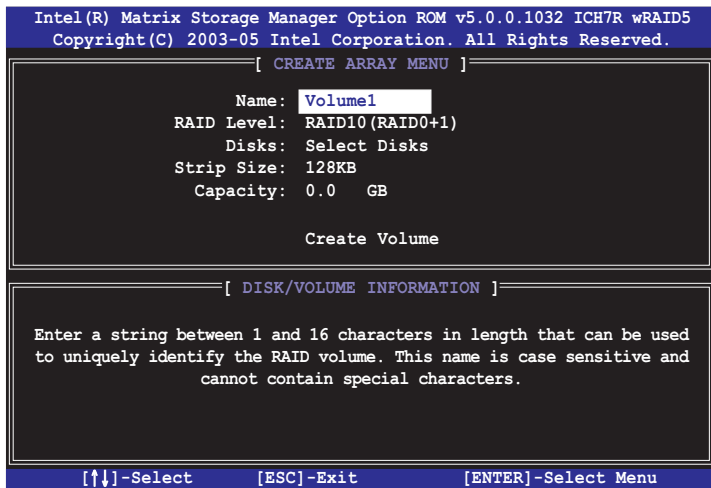 Intel(R) Matrix Storage Manager Option ROM v5.0.0.1032 ICH7R wRAID5
Copyright(C) 2003-05 Intel Corporation. All Rights Reserved.
[ CREATE ARRAY MENU ]
Name: Volume1
RAID Level: RAID10(RAID0+1)
Disks: Select Disks
Strip Size: 128KB
Capacity: 0.0 GB
Create Volume
[ DISK/VOLUME INFORMATION ]
Enter a string between 1 and 16 characters in length that can be used
to uniquely identify the RAID volume. This name is case sensitive and
cannot contain special characters.
[↑↓]-Select [ESC]-Exit [ENTER]-Select Menu